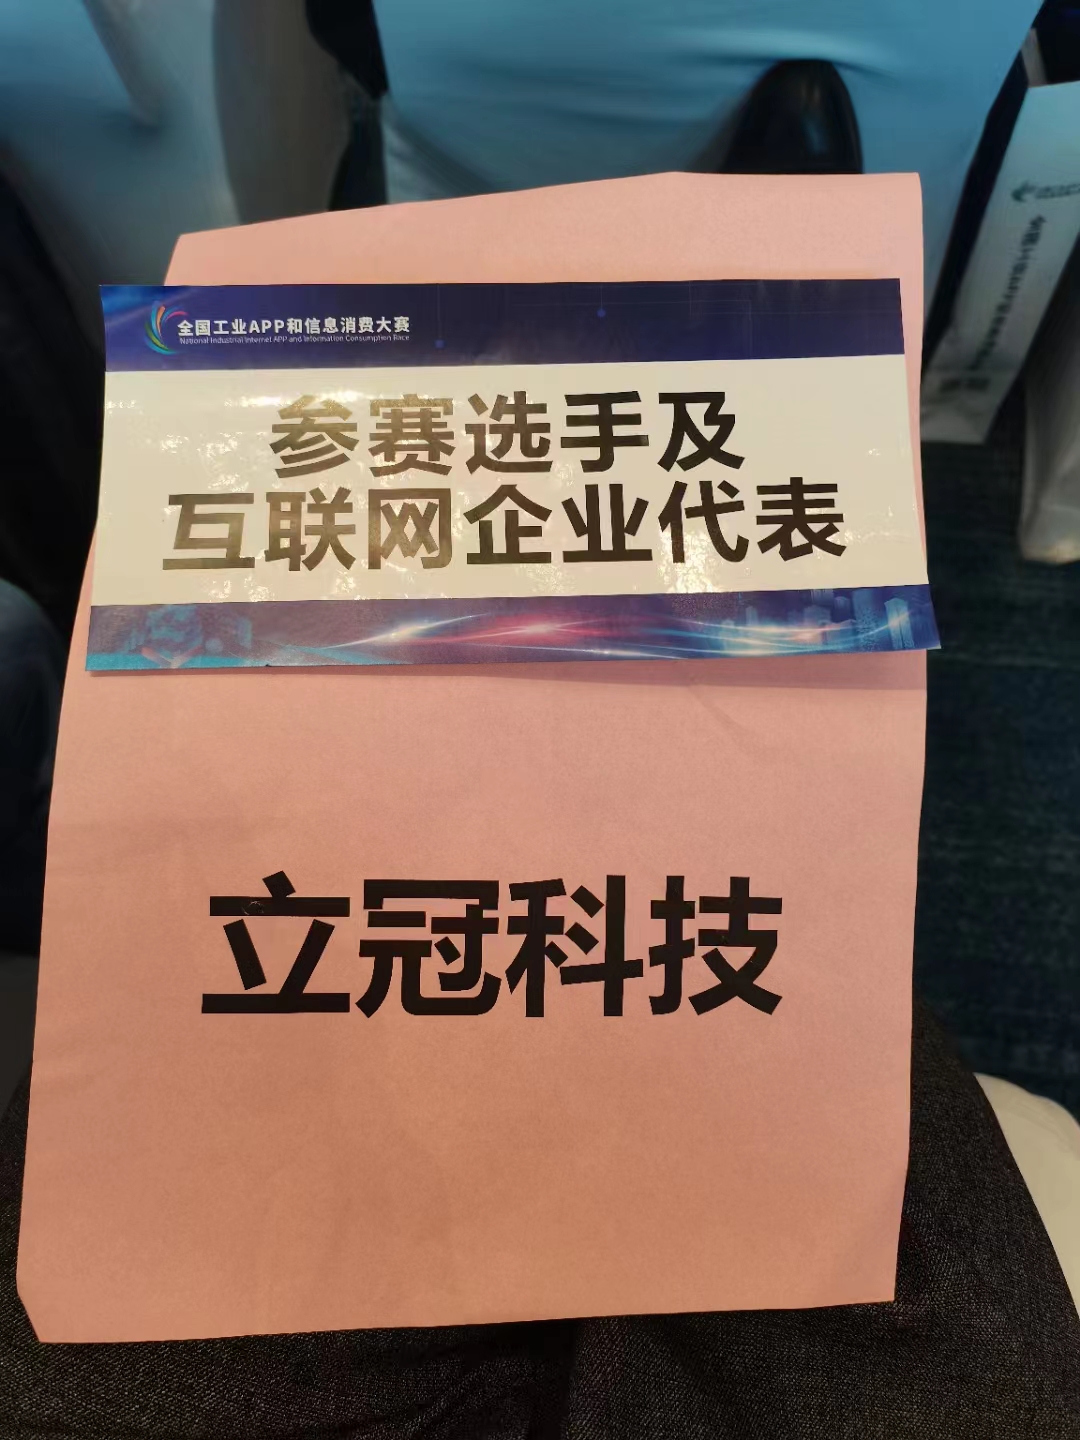 全国工业APP和信息消费大赛
National Industrial Internet APP and Information Consumption Race
参赛选手及
互联网企业代表
立冠科技